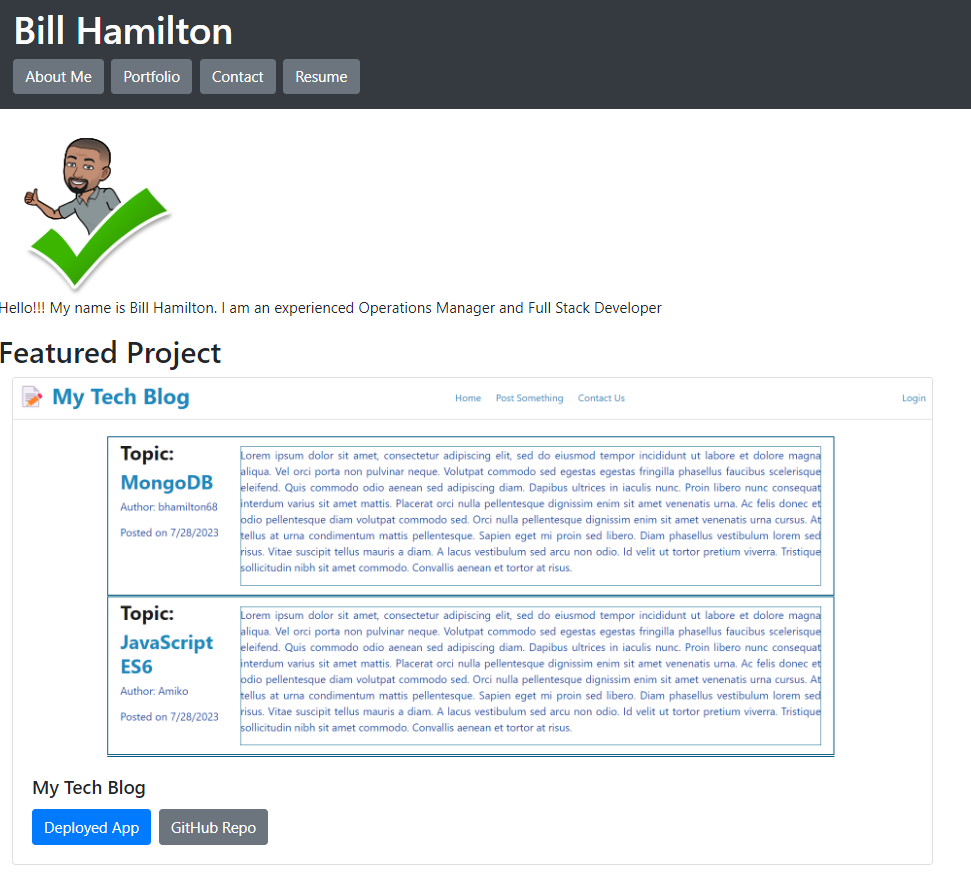 Bill Hamilton
About Me Portfolio Contact Resume
Hello!!! My name is Bill Hamilton. I am an experienced Operations Manager and Full Stack Developer
Featured Project
My Tech Blog Home Post Something Contact Us Login
Topic:
MongoDB
Author: bhamilton68
Posted on 7/28/2023
Lorem ipsum dolor sit amet, consectetur adipiscing elit, sed do eiusmod tempor incididunt ut labore et dolore magna
aliqua. Vel orci porta non pulvinar neque. Volutpat commodo sed egestas egestas fringilla phasellus faucibus scelerisque
eleifend. Quis commodo odio aenean sed adipiscing diam. Dapibus ultrices in iaculis nunc. Proin libero nunc consequat
interdum varius sit amet mattis. Placerat orci nulla pellentesque dignissim enim sit amet venenatis urna. Ac felis donec et
odio pellentesque diam volutpat commodo sed. Orci nulla pellentesque dignissim enim sit amet venenatis urna cursus. At
tellus at urna condimentum mattis pellentesque. Sapien eget mi proin sed libero. Diam phasellus vestibulum lorem sed
risus. Vitae suscipit tellus mauris a diam. A lacus vestibulum sed arcu non odio. Id velit ut tortor pretium viverra. Tristique
sollicitudin nibh sit amet commodo. Convallis aenean et tortor at risus.
Topic:
JavaScript
ES6
Author: Amiko
Posted on 7/28/2023
Lorem ipsum dolor sit amet, consectetur adipiscing elit, sed do eiusmod tempor incididunt ut labore et dolore magna
aliqua. Vel orci porta non pulvinar neque. Volutpat commodo sed egestas egestas fringilla phasellus faucibus scelerisque
eleifend. Quis commodo odio aenean sed adipiscing diam. Dapibus ultrices in iaculis nunc. Proin libero nunc consequat
interdum varius sit amet mattis. Placerat orci nulla pellentesque dignissim enim sit amet venenatis urna. Ac felis donec et
odio pellentesque diam volutpat commodo sed. Orci nulla pellentesque dignissim enim sit amet venenatis urna cursus. At
tellus at urna condimentum mattis pellentesque. Sapien eget mi proin sed libero. Diam phasellus vestibulum lorem sed
risus. Vitae suscipit tellus mauris a diam. A lacus vestibulum sed arcu non odio. Id velit ut tortor pretium viverra. Tristique
sollicitudin nibh sit amet commodo. Convallis aenean et tortor at risus.
My Tech Blog
Deployed App GitHub Repo